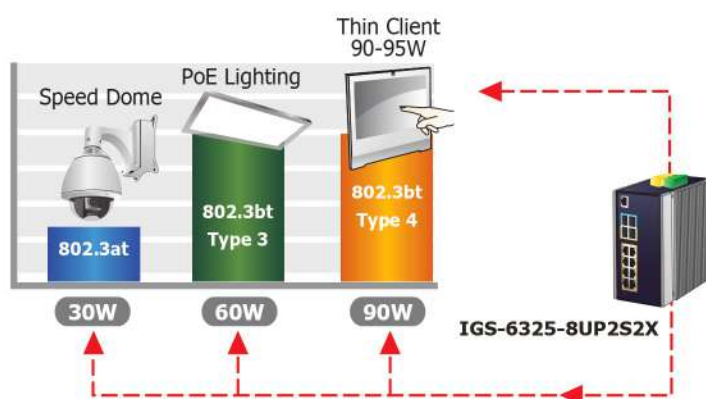 Thin Client
90-95W
PoE Lighting
Speed Dome
802.3at
802.3bt
Type 3
802.3bt
Type 4
30W
60W
90W
IGS-6325-8UP2S2X